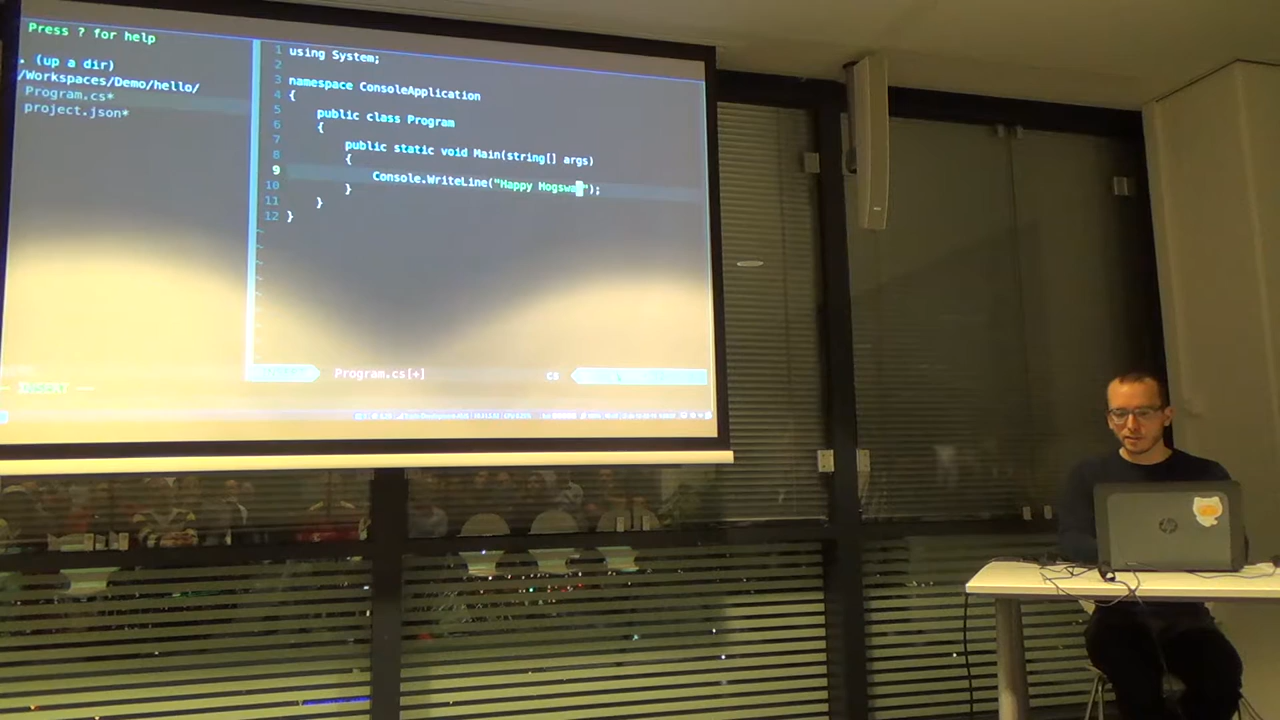 Press ? for help
.. (up a dir)
/Workspaces/Demo/hello/
Program.cs*
project.json*
1 using System;
2
3 namespace ConsoleApplication
4 {
5 public class Program
6 {
7 public static void Main(string[] args)
8 {
9 Console.WriteLine("Happy Hogswa");
10 }
11 }
12 }
~
~
~
~
~
~
~
Program.cs[+] cs
-- INSERT --
hp